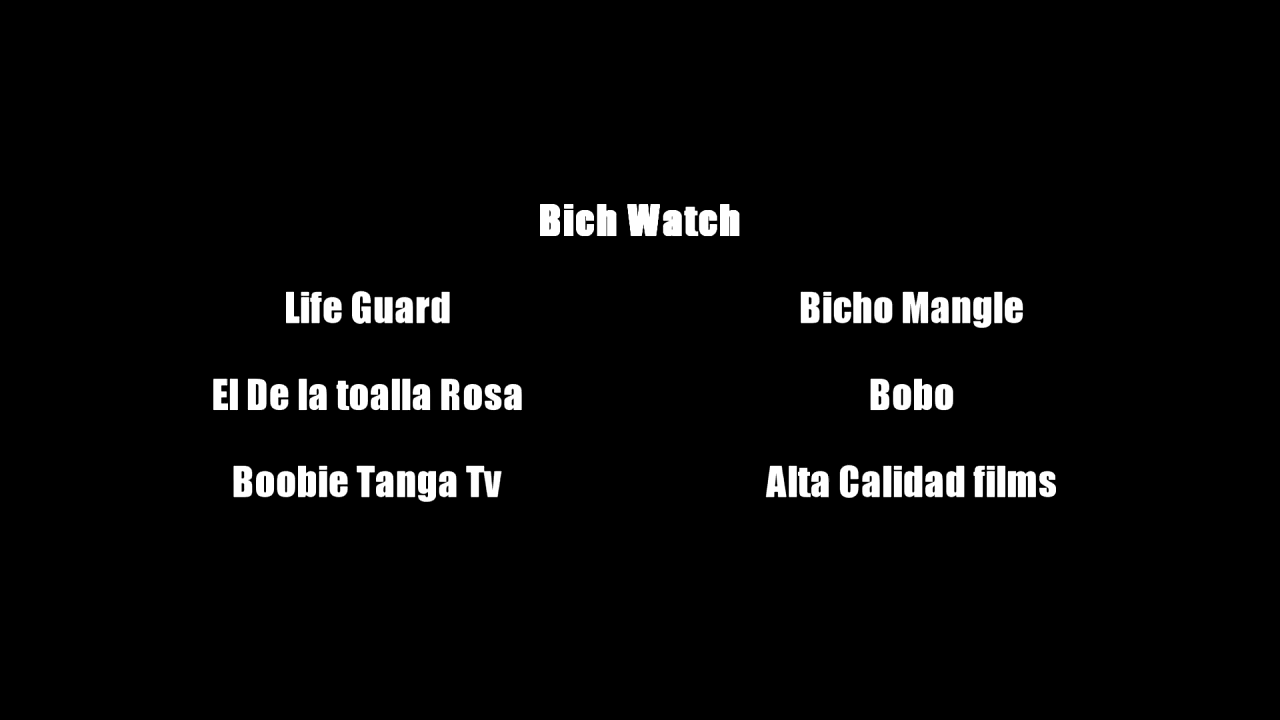 Bich Watch
Life Guard Bicho Mangle
El De la toalla Rosa Bobo
Boobie Tanga Tv Alta Calidad films